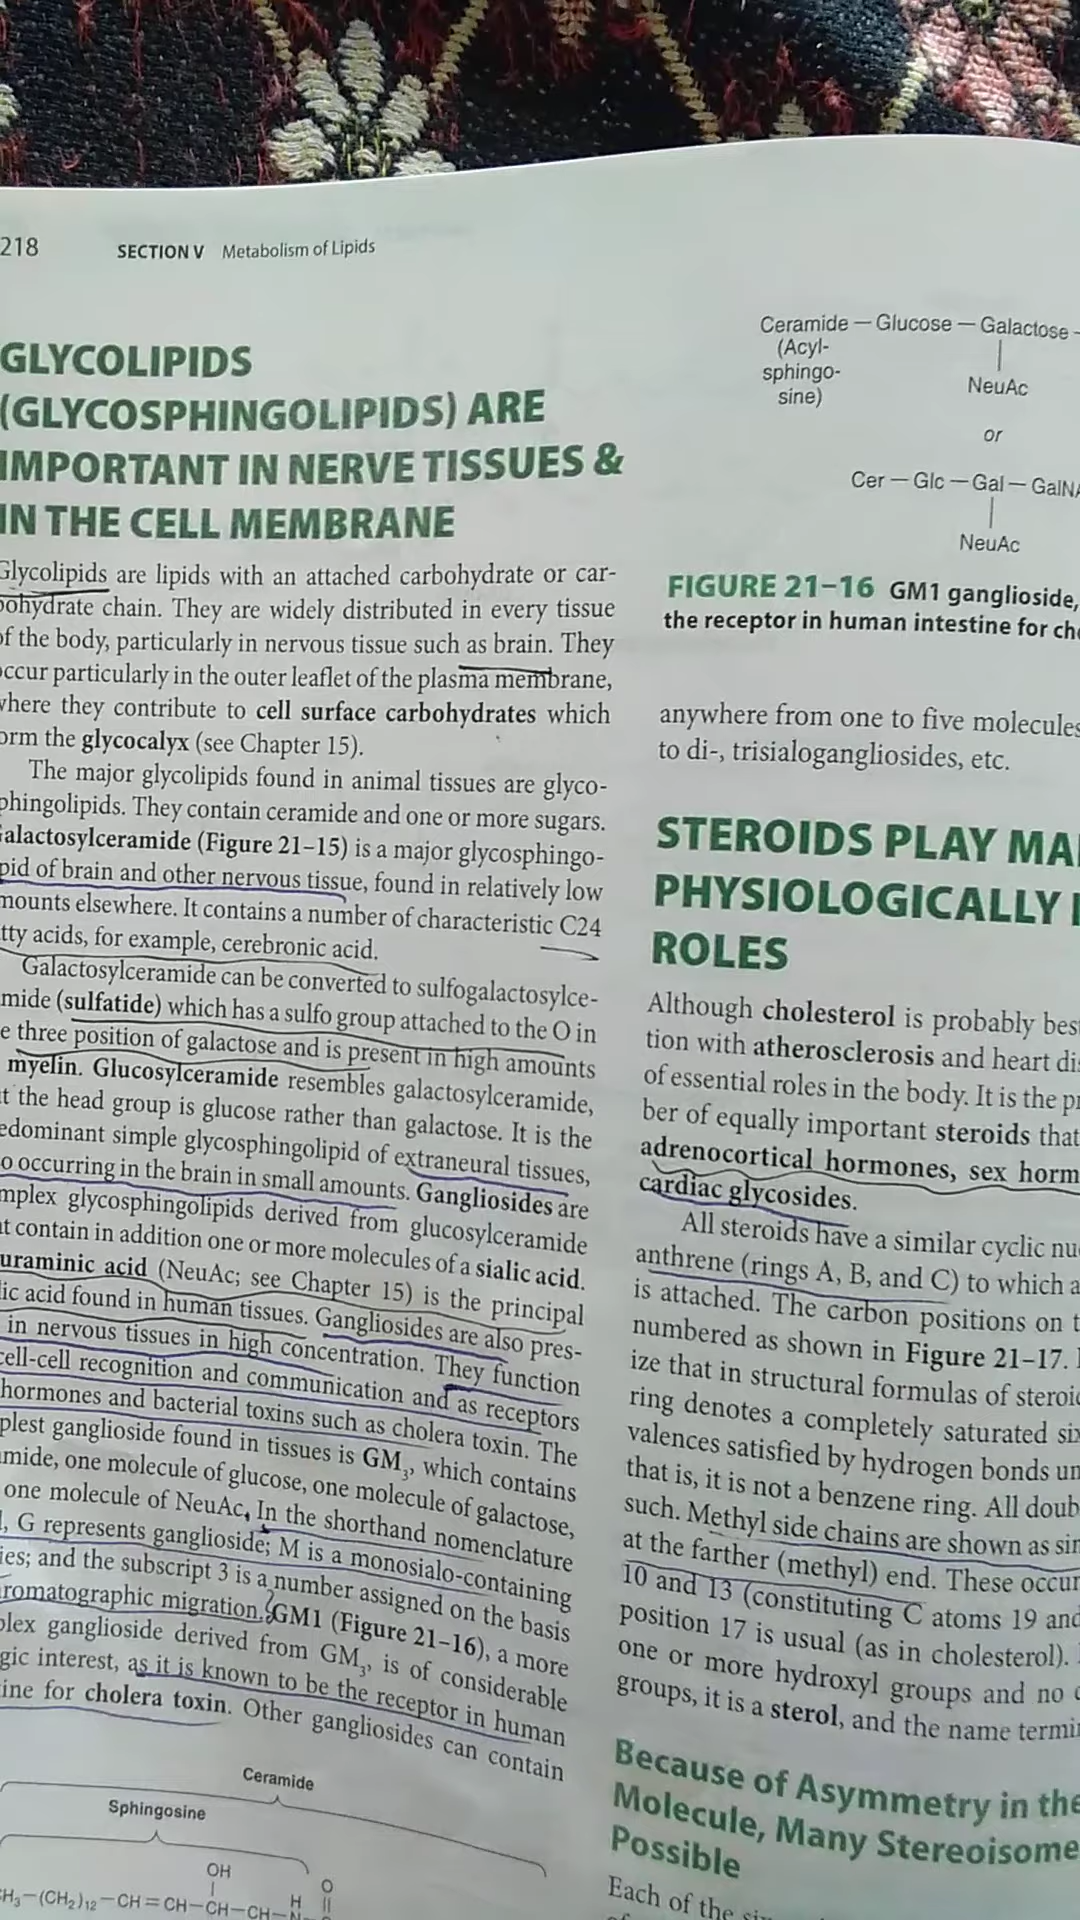 218 SECTION V Metabolism of Lipids
GLYCOLIPIDS
(GLYCOSPHINGOLIPIDS) ARE
IMPORTANT IN NERVE TISSUES &
IN THE CELL MEMBRANE
Glycolipids are lipids with an attached carbohydrate or car-
bohydrate chain. They are widely distributed in every tissue
of the body, particularly in nervous tissue such as brain. They
occur particularly in the outer leaflet of the plasma membrane,
where they contribute to cell surface carbohydrates which
orm the glycocalyx (see Chapter 15).
The major glycolipids found in animal tissues are glyco-
phingolipids. They contain ceramide and one or more sugars.
alactosylceramide (Figure 21–15) is a major glycosphingo-
pid of brain and other nervous tissue, found in relatively low
mounts elsewhere. It contains a number of characteristic C24
tty acids, for example, cerebronic acid.
Galactosylceramide can be converted to sulfogalactosylce-
mide (sulfatide) which has a sulfo group attached to the O in
e three position of galactose and is present in high amounts
myelin. Glucosylceramide resembles galactosylceramide,
t the head group is glucose rather than galactose. It is the
edominant simple glycosphingolipid of extraneural tissues,
o occurring in the brain in small amounts. Gangliosides are
mplex glycosphingolipids derived from glucosylceramide
t contain in addition one or more molecules of a sialic acid.
uraminic acid (NeuAc; see Chapter 15) is the principal
lic acid found in human tissues. Gangliosides are also pres-
in nervous tissues in high concentration. They function
cell-cell recognition and communication and as receptors
hormones and bacterial toxins such as cholera toxin. The
plest ganglioside found in tissues is GM3, which contains
mide, one molecule of glucose, one molecule of galactose,
one molecule of NeuAc. In the shorthand nomenclature
, G represents ganglioside; M is a monosialo-containing
ies; and the subscript 3 is a number assigned on the basis
romatographic migration. GM1 (Figure 21–16), a more
plex ganglioside derived from GM3, is of considerable
gic interest, as it is known to be the receptor in human
ine for cholera toxin. Other gangliosides can contain
Ceramide
Sphingosine
OH
O
H
CH3–(CH2)12–CH=CH–CH–CH–N
Ceramide — Glucose — Galactose —
(Acyl-
sphingo-
sine)
NeuAc
or
Cer — Glc — Gal — GalNA
NeuAc
FIGURE 21–16 GM1 ganglioside,
the receptor in human intestine for cho
anywhere from one to five molecules
to di-, trisialogangliosides, etc.
STEROIDS PLAY MA
PHYSIOLOGICALLY I
ROLES
Although cholesterol is probably bes
tion with atherosclerosis and heart di
of essential roles in the body. It is the pr
ber of equally important steroids that
adrenocortical hormones, sex horm
cardiac glycosides.
All steroids have a similar cyclic nu
anthrene (rings A, B, and C) to which a
is attached. The carbon positions on t
numbered as shown in Figure 21–17. I
ize that in structural formulas of steroi
ring denotes a completely saturated six
valences satisfied by hydrogen bonds un
that is, it is not a benzene ring. All doub
such. Methyl side chains are shown as sin
at the farther (methyl) end. These occur
10 and 13 (constituting C atoms 19 and
position 17 is usual (as in cholesterol).
one or more hydroxyl groups and no c
groups, it is a sterol, and the name termi
Because of Asymmetry in the
Molecule, Many Stereoisome
Possible
Each of the six